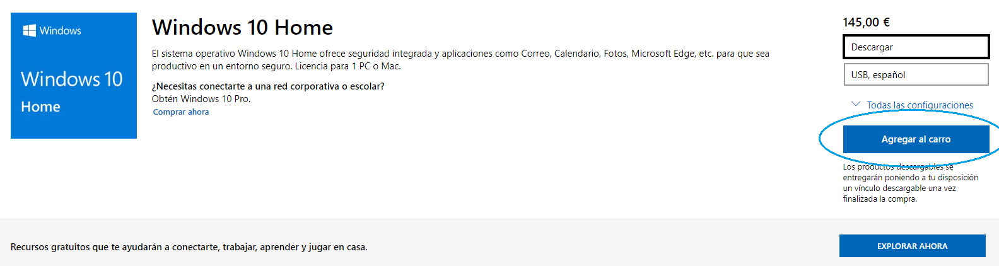 Windows
Windows 10
Home
Windows 10 Home
El sistema operativo Windows 10 Home ofrece seguridad integrada y aplicaciones como Correo, Calendario, Fotos, Microsoft Edge, etc. para que sea
productivo en un entorno seguro. Licencia para 1 PC o Mac.
¿Necesitas conectarte a una red corporativa o escolar?
Obtén Windows 10 Pro.
Comprar ahora
145,00 €
Descargar
USB, español
Todas las configuraciones
Agregar al carro
Los productos descargables se
entregarán poniendo a tu disposición
un vínculo descargable una vez
finalizada la compra.
Recursos gratuitos que te ayudarán a conectarte, trabajar, aprender y jugar en casa.
EXPLORAR AHORA